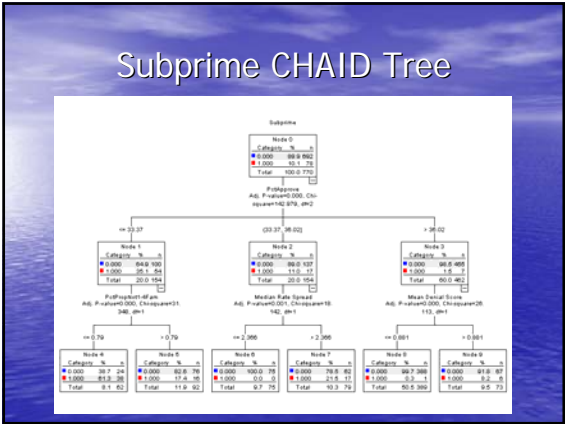 Subprime CHAID Tree
Subprime
Node 0
Category % n
0.000 89.9 692
1.000 10.1 78
Total 100.0 770
PctApprove
Adj. P-value=0.000, Chi-
square=142.979, df=2
<= 33.37
(33.37, 36.02]
> 36.02
Node 1
Category % n
0.000 64.9 100
1.000 35.1 54
Total 20.0 154
Node 2
Category % n
0.000 89.0 137
1.000 11.0 17
Total 20.0 154
Node 3
Category % n
0.000 98.5 455
1.000 1.5 7
Total 60.0 462
PctPropNot1-4Fam
Adj. P-value=0.000, Chi-square=31.
348, df=1
Median Rate Spread
Adj. P-value=0.001, Chi-square=18.
142, df=1
Mean Denial Score
Adj. P-value=0.000, Chi-square=26.
113, df=1
<= 0.79
> 0.79
<= 2.366
> 2.366
<= 0.881
> 0.881
Node 4
Category % n
0.000 38.7 24
1.000 61.3 38
Total 8.1 62
Node 5
Category % n
0.000 82.6 76
1.000 17.4 16
Total 11.9 92
Node 6
Category % n
0.000 100.0 75
1.000 0.0 0
Total 9.7 75
Node 7
Category % n
0.000 78.5 62
1.000 21.5 17
Total 10.3 79
Node 8
Category % n
0.000 99.7 388
1.000 0.3 1
Total 50.5 389
Node 9
Category % n
0.000 91.8 67
1.000 8.2 6
Total 9.5 73